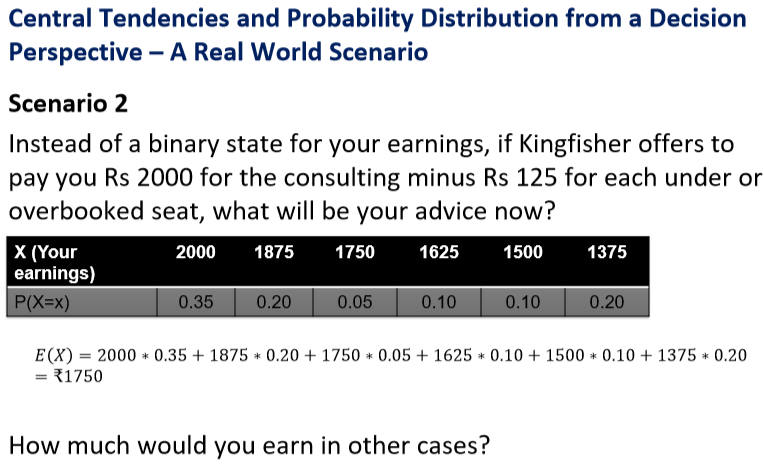 Central Tendencies and Probability Distribution from a Decision
Perspective – A Real World Scenario
Scenario 2
Instead of a binary state for your earnings, if Kingfisher offers to
pay you Rs 2000 for the consulting minus Rs 125 for each under or
overbooked seat, what will be your advice now?
X (Your earnings) 2000 1875 1750 1625 1500 1375
P(X=x) 0.35 0.20 0.05 0.10 0.10 0.20
E(X) = 2000 * 0.35 + 1875 * 0.20 + 1750 * 0.05 + 1625 * 0.10 + 1500 * 0.10 + 1375 * 0.20
= ₹1750
How much would you earn in other cases?